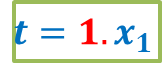 t = 1. x₁